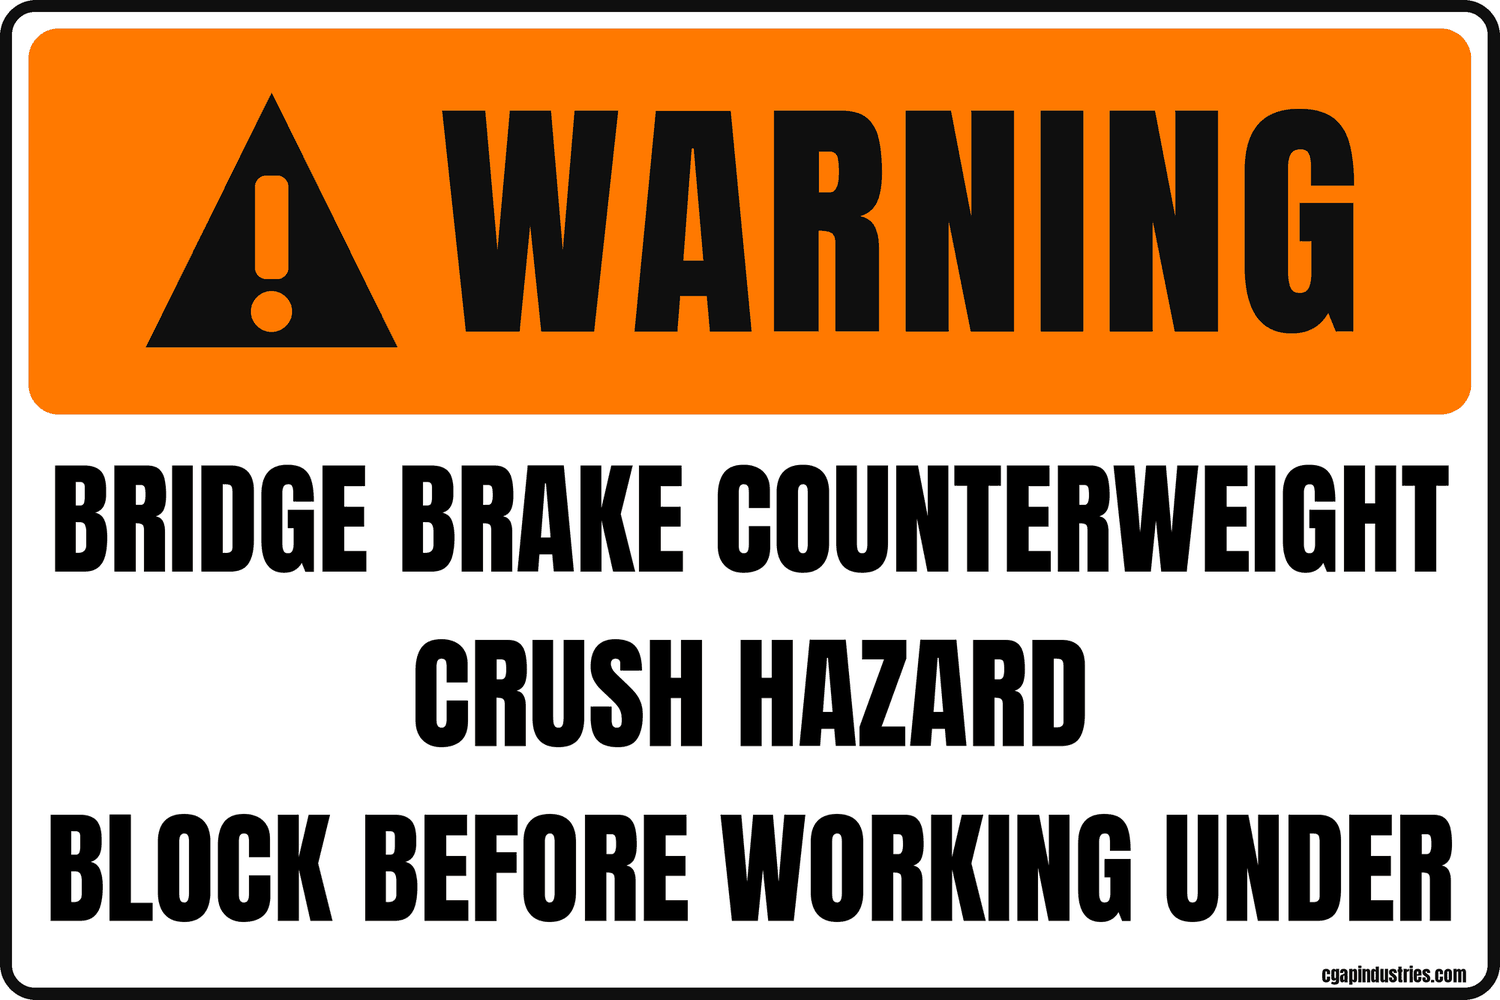 WARNING
BRIDGE BRAKE COUNTERWEIGHT
CRUSH HAZARD
BLOCK BEFORE WORKING UNDER
cgapindustries.com